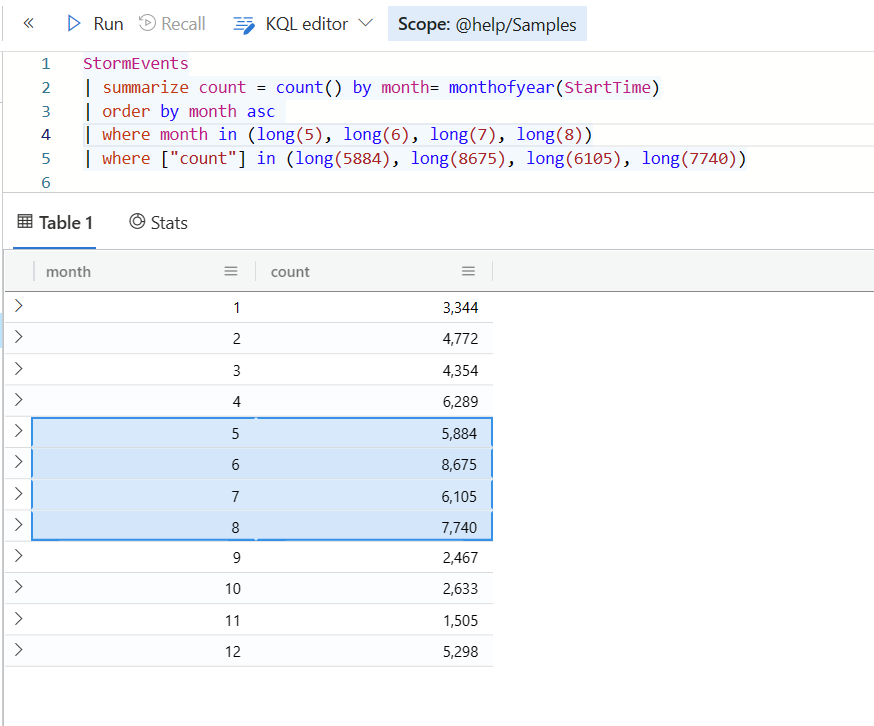 « Run Recall KQL editor Scope: @help/Samples
1 StormEvents
2 | summarize count = count() by month= monthofyear(StartTime)
3 | order by month asc
4 | where month in (long(5), long(6), long(7), long(8))
5 | where ["count"] in (long(5884), long(8675), long(6105), long(7740))
6
Table 1 Stats
month count
1 3,344
2 4,772
3 4,354
4 6,289
5 5,884
6 8,675
7 6,105
8 7,740
9 2,467
10 2,633
11 1,505
12 5,298